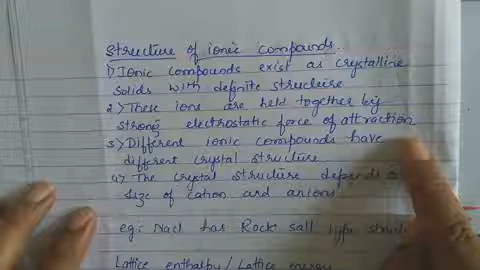 Structure of ionic compounds..
1) Ionic compounds exist as crystalline
solids with definite structure
2) These ions are held together by
strong electrostatic force of attraction
3) Different ionic compounds have
different crystal structure
4) The crystal structure depends
size of cation and anions
eg: Nacl has Rock sall type
Lattice enthalpy / Lattice energy